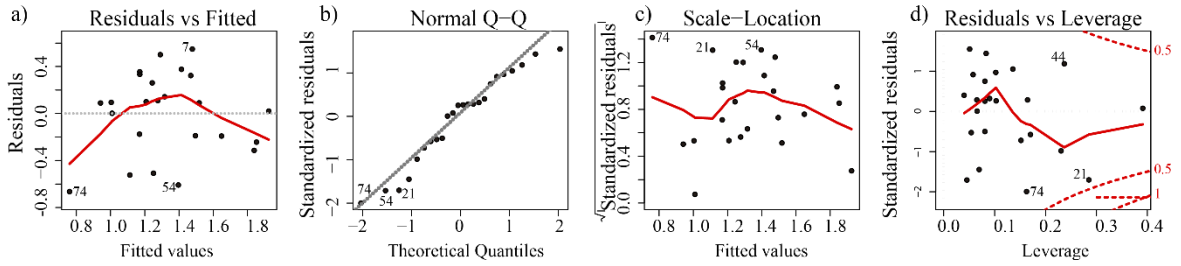 a) Residuals vs Fitted
Residuals
0.4
0.0
-0.4
-0.8
7
74
54
0.8 1.0 1.2 1.4 1.6 1.8
Fitted values
b) Normal Q−Q
Standardized residuals
1
0
−1
−2
74
54
21
−2 −1 0 1 2
Theoretical Quantiles
c) Scale−Location
√|Standardized residuals|
1.2
0.8
0.4
0.0
74
21
54
0.8 1.0 1.2 1.4 1.6 1.8
Fitted values
d) Residuals vs Leverage
Standardized residuals
1
0
-1
-2
44
21
74
0.5
0.5
1
0.0 0.1 0.2 0.3 0.4
Leverage